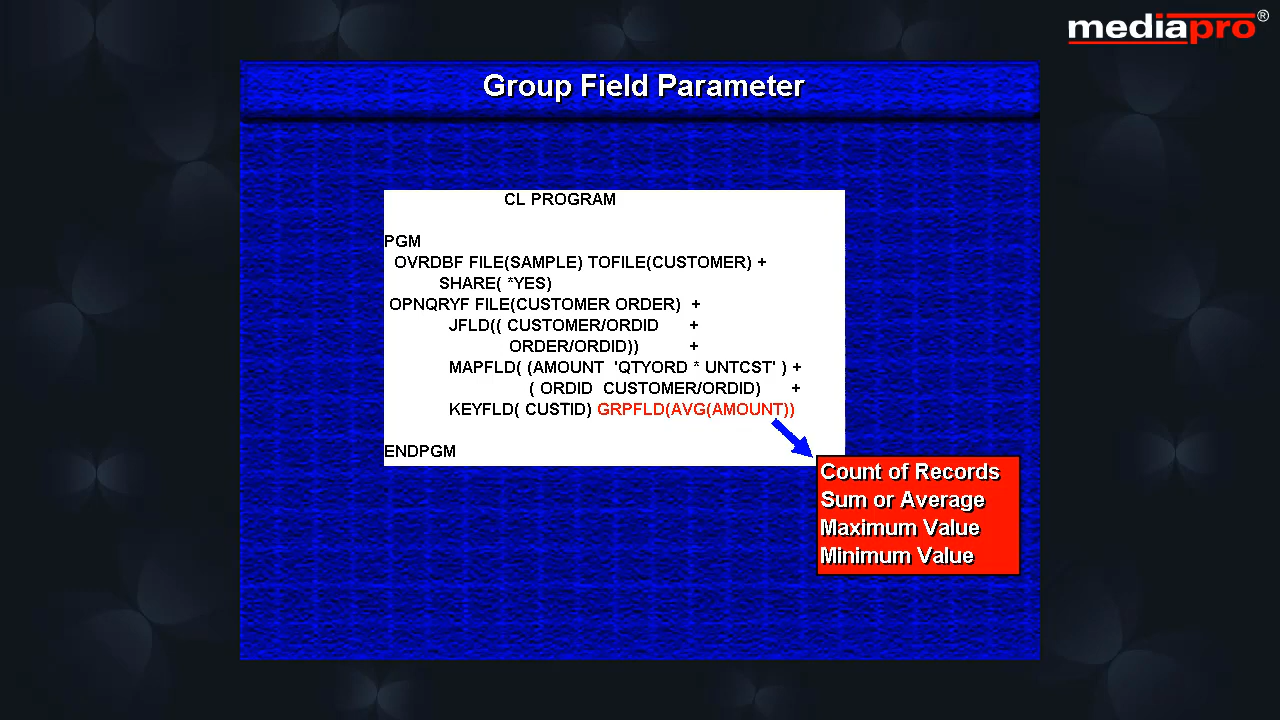 mediapro®
Group Field Parameter
CL PROGRAM
PGM
OVRDBF FILE(SAMPLE) TOFILE(CUSTOMER) +
SHARE( *YES)
OPNQRYF FILE(CUSTOMER ORDER) +
JFLD(( CUSTOMER/ORDID +
ORDER/ORDID)) +
MAPFLD( (AMOUNT 'QTYORD * UNTCST' ) +
( ORDID CUSTOMER/ORDID) +
KEYFLD( CUSTID) GRPFLD(AVG(AMOUNT))
ENDPGM
Count of Records
Sum or Average
Maximum Value
Minimum Value